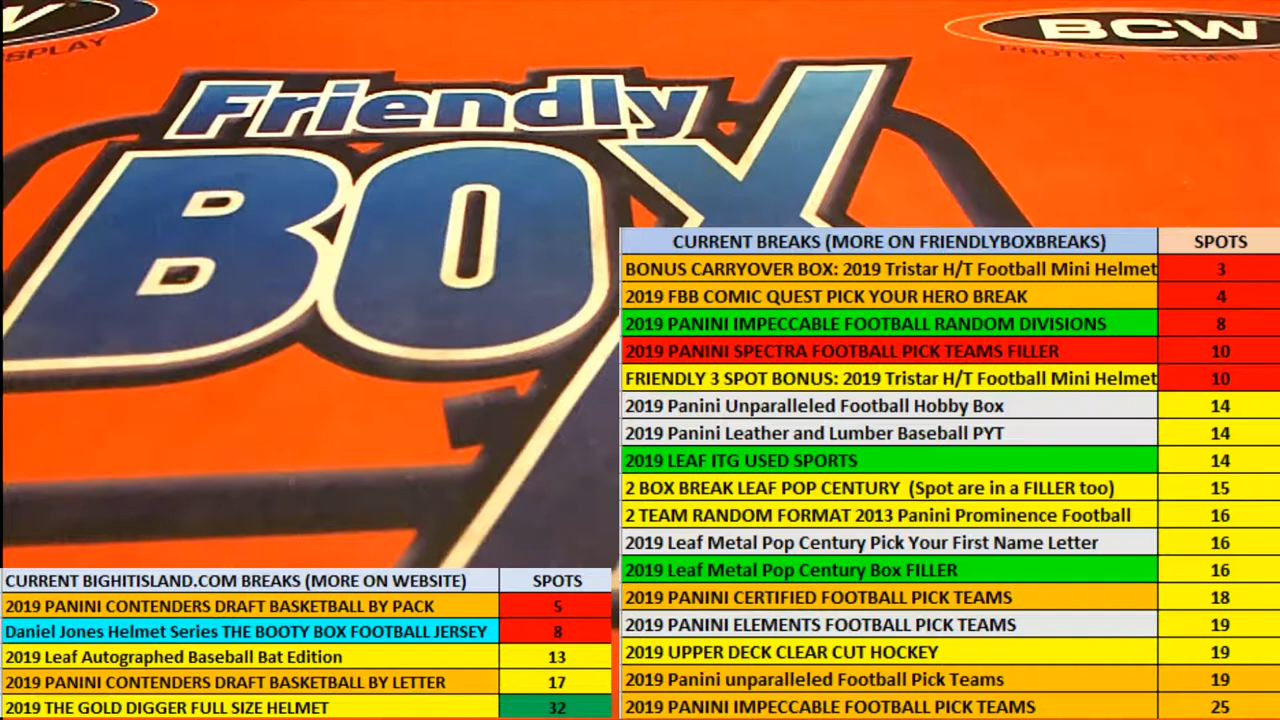 DISPLAY
BCW
PROTECT STORE
Friendly
BOX
CURRENT BREAKS (MORE ON FRIENDLYBOXBREAKS) SPOTS
BONUS CARRYOVER BOX: 2019 Tristar H/T Football Mini Helmet 3
2019 FBB COMIC QUEST PICK YOUR HERO BREAK 4
2019 PANINI IMPECCABLE FOOTBALL RANDOM DIVISIONS 8
2019 PANINI SPECTRA FOOTBALL PICK TEAMS FILLER 10
FRIENDLY 3 SPOT BONUS: 2019 Tristar H/T Football Mini Helmet 10
2019 Panini Unparalleled Football Hobby Box 14
2019 Panini Leather and Lumber Baseball PYT 14
2019 LEAF ITG USED SPORTS 14
2 BOX BREAK LEAF POP CENTURY (Spot are in a FILLER too) 15
2 TEAM RANDOM FORMAT 2013 Panini Prominence Football 16
2019 Leaf Metal Pop Century Pick Your First Name Letter 16
2019 Leaf Metal Pop Century Box FILLER 16
2019 PANINI CERTIFIED FOOTBALL PICK TEAMS 18
2019 PANINI ELEMENTS FOOTBALL PICK TEAMS 19
2019 UPPER DECK CLEAR CUT HOCKEY 19
2019 Panini unparalleled Football Pick Teams 19
2019 PANINI IMPECCABLE FOOTBALL PICK TEAMS 25
CURRENT BIGHITISLAND.COM BREAKS (MORE ON WEBSITE) SPOTS
2019 PANINI CONTENDERS DRAFT BASKETBALL BY PACK 5
Daniel Jones Helmet Series THE BOOTY BOX FOOTBALL JERSEY 8
2019 Leaf Autographed Baseball Bat Edition 13
2019 PANINI CONTENDERS DRAFT BASKETBALL BY LETTER 17
2019 THE GOLD DIGGER FULL SIZE HELMET 32